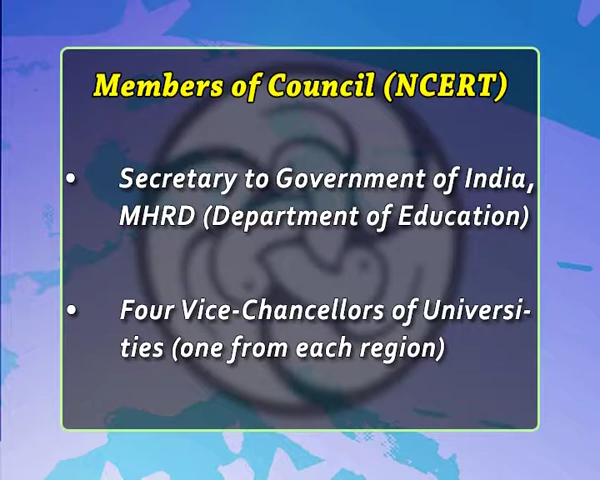 Members of Council (NCERT)
• Secretary to Government of India,
MHRD (Department of Education)
• Four Vice-Chancellors of Universi-
ties (one from each region)